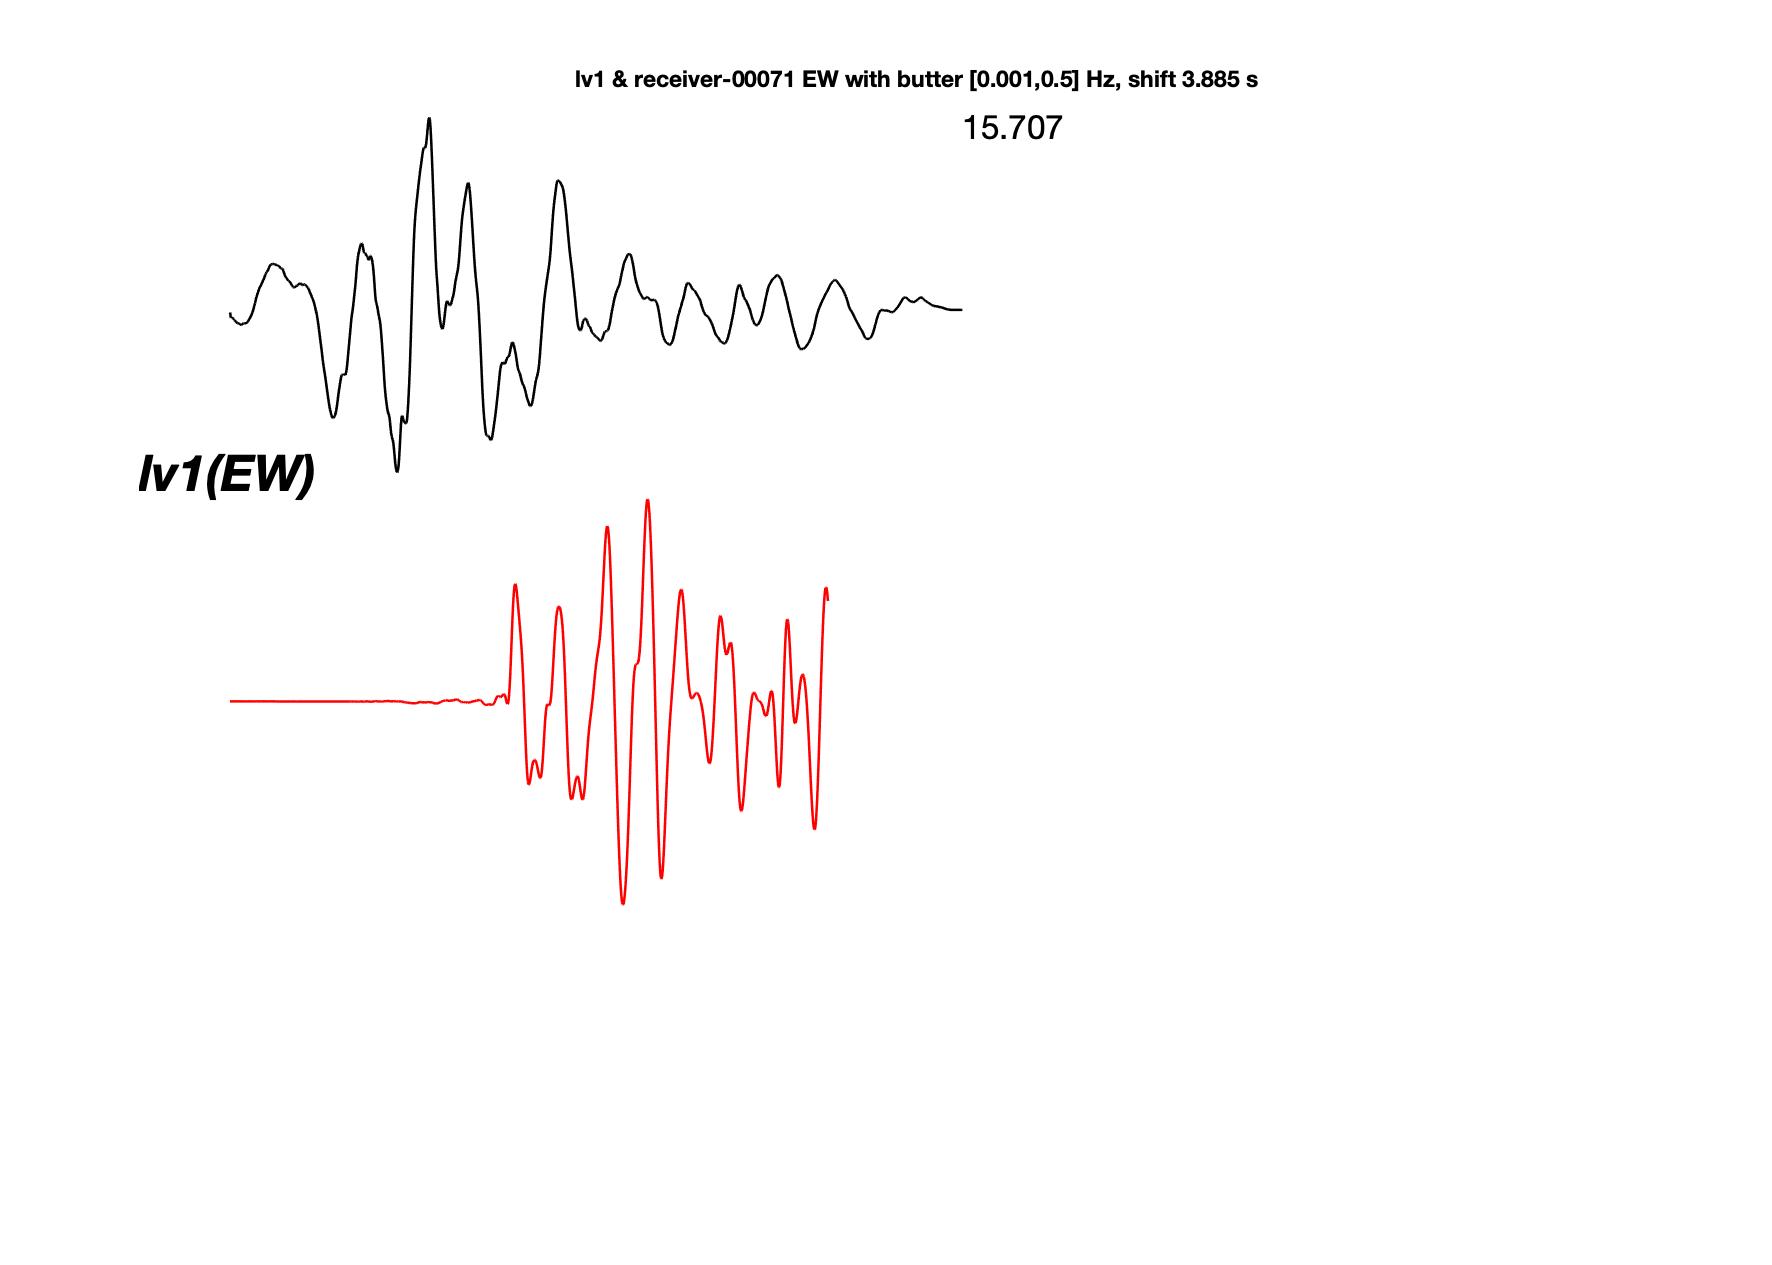 lv1 & receiver-00071 EW with butter [0.001,0.5] Hz, shift 3.885 s
15.707
lv1(EW)